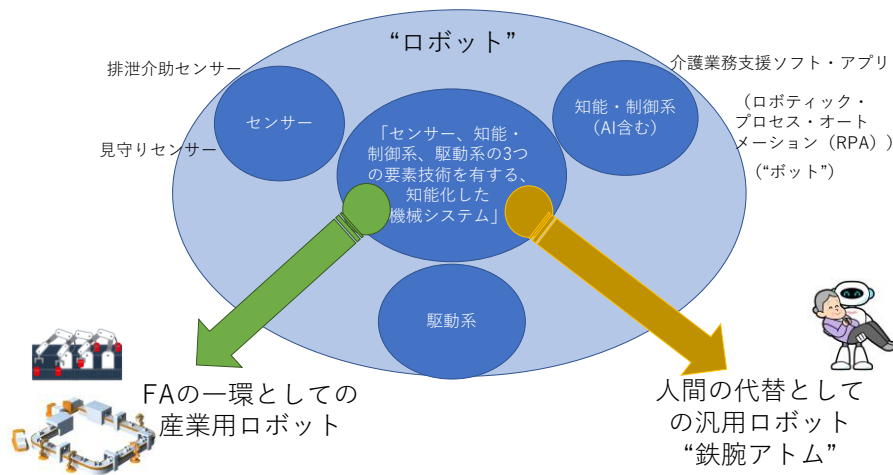 “ロボット”
排泄介助センサー
見守りセンサー
センサー
「センサー、知能・
制御系、駆動系の3つ
の要素技術を有する、
知能化した
機械システム」
知能・制御系
（AI含む）
介護業務支援ソフト・アプリ
（ロボティック・
プロセス・オート
メーション（RPA））
（“ボット”）
駆動系
FAの一環としての
産業用ロボット
人間の代替として
の汎用ロボット
“鉄腕アトム”